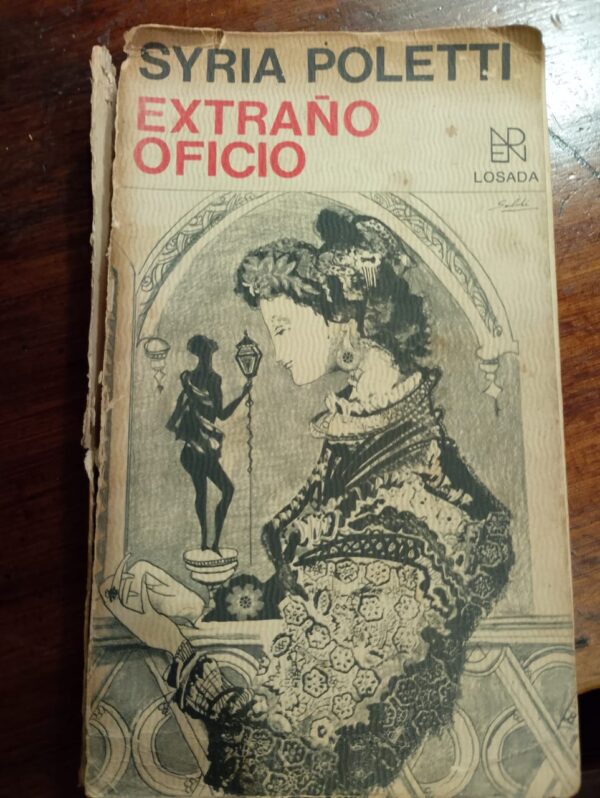 SYRIA POLETTI
EXTRAÑO
OFICIO
LOSADA